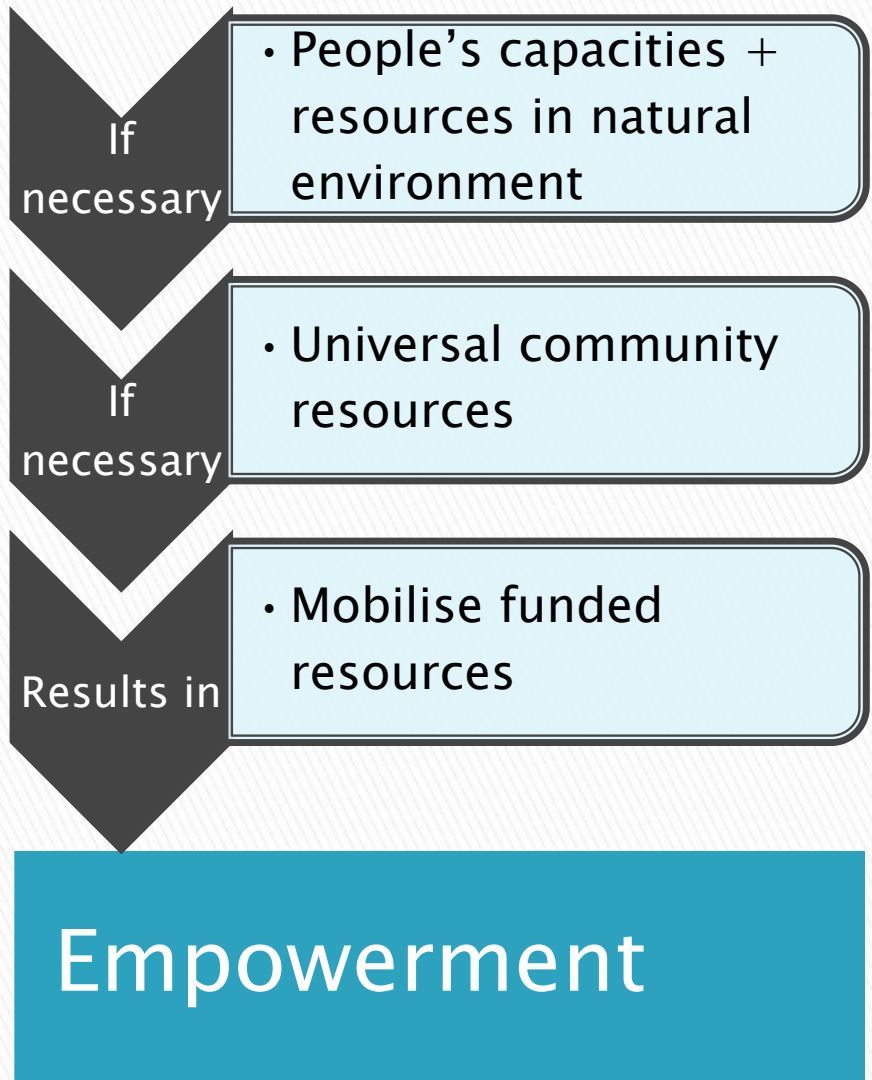 If
necessary
• People’s capacities +
resources in natural
environment
If
necessary
• Universal community
resources
Results in
• Mobilise funded
resources
Empowerment